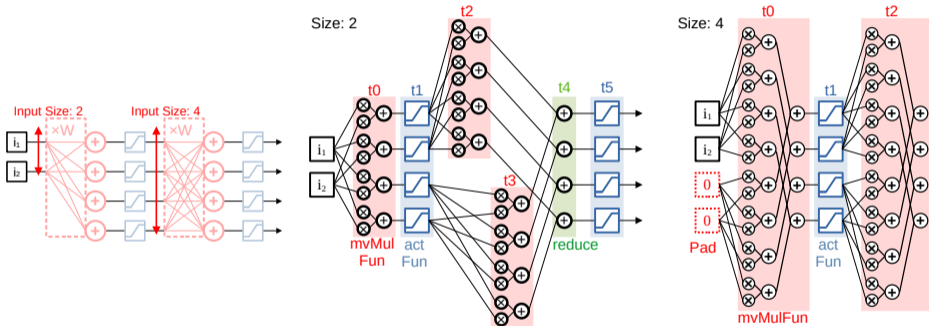 Input Size: 2
Input Size: 4
×W
×W
i₁
i₂
Size: 2
t2
t0
t1
t4
t5
i₁
i₂
t3
mvMul
Fun
act
Fun
reduce
Size: 4
t0
t2
t1
i₁
i₂
0
0
Pad
act
Fun
mvMulFun